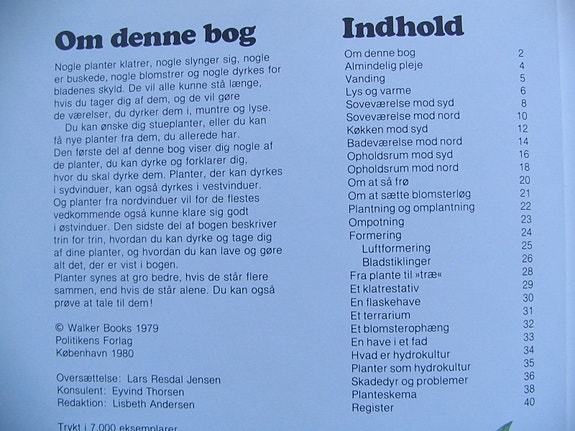 Om denne bog
Nogle planter klatrer, nogle slynger sig, nogle
er buskede, nogle blomstrer og nogle dyrkes for
bladenes skyld. De vil alle kunne stå længe,
hvis du tager dig af dem, og de vil gøre
de værelser, du dyrker dem i, muntre og lyse.
Du kan ønske dig stueplanter, eller du kan
få nye planter fra dem, du allerede har.
Den første del af denne bog viser dig nogle af
de planter, du kan dyrke og forklarer dig,
hvor du skal dyrke dem. Planter, der kan dyrkes
i sydvinduer, kan også dyrkes i vestvinduer.
Og planter fra nordvinduer vil for de flestes
vedkommende også kunne klare sig godt
i østvinduer. Den sidste del af bogen beskriver
trin for trin, hvordan du kan dyrke og tage dig
af dine planter, og hvordan du kan lave og gøre
alt det, der er vist i bogen.
Planter synes at gro bedre, hvis de står flere
sammen, end hvis de står alene. Du kan også
prøve at tale til dem!
© Walker Books 1979
Politikens Forlag
København 1980
Oversættelse: Lars Resdal Jensen
Konsulent: Eyvind Thorsen
Redaktion: Lisbeth Andersen
Trykt i 7.000 eksemplarer
Indhold
Om denne bog 2
Almindelig pleje 4
Vanding 5
Lys og varme 6
Soveværelse mod syd 8
Soveværelse mod nord 10
Køkken mod syd 12
Badeværelse mod nord 14
Opholdsrum mod syd 16
Opholdsrum mod nord 18
Om at så frø 20
Om at sætte blomsterløg 21
Plantning og omplantning 22
Ompotning 23
Formering 24
Luftformering 25
Bladstiklinger 26
Fra plante til »træ« 28
Et klatrestativ 29
En flaskehave 30
Et terrarium 31
Et blomsterophæng 32
En have i et fad 33
Hvad er hydrokultur 34
Planter som hydrokultur 35
Skadedyr og problemer 36
Planteskema 38
Register 40